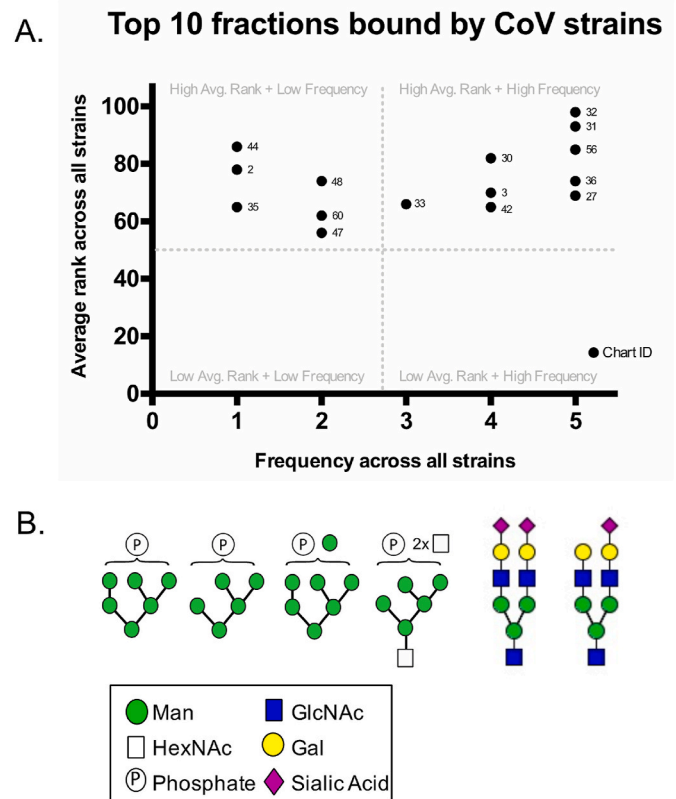 A.
Top 10 fractions bound by CoV strains
High Avg. Rank + Low Frequency
High Avg. Rank + High Frequency
Average rank across all strains
100
80
60
40
20
0
44
2
35
48
60
47
33
30
3
42
32
31
56
36
27
Chart ID
Low Avg. Rank + Low Frequency
Low Avg. Rank + High Frequency
0 1 2 3 4 5
Frequency across all strains
B.
P P P P 2x
Man GlcNAc
HexNAc Gal
P Phosphate Sialic Acid